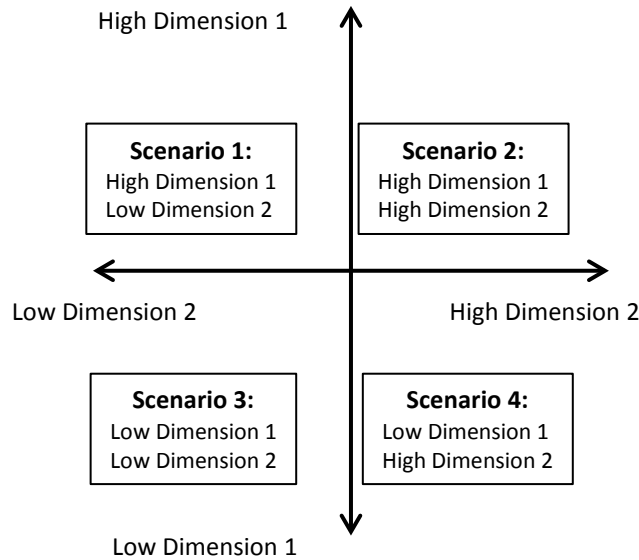 High Dimension 1
Scenario 1:
High Dimension 1
Low Dimension 2
Scenario 2:
High Dimension 1
High Dimension 2
Low Dimension 2
High Dimension 2
Scenario 3:
Low Dimension 1
Low Dimension 2
Scenario 4:
Low Dimension 1
High Dimension 2
Low Dimension 1